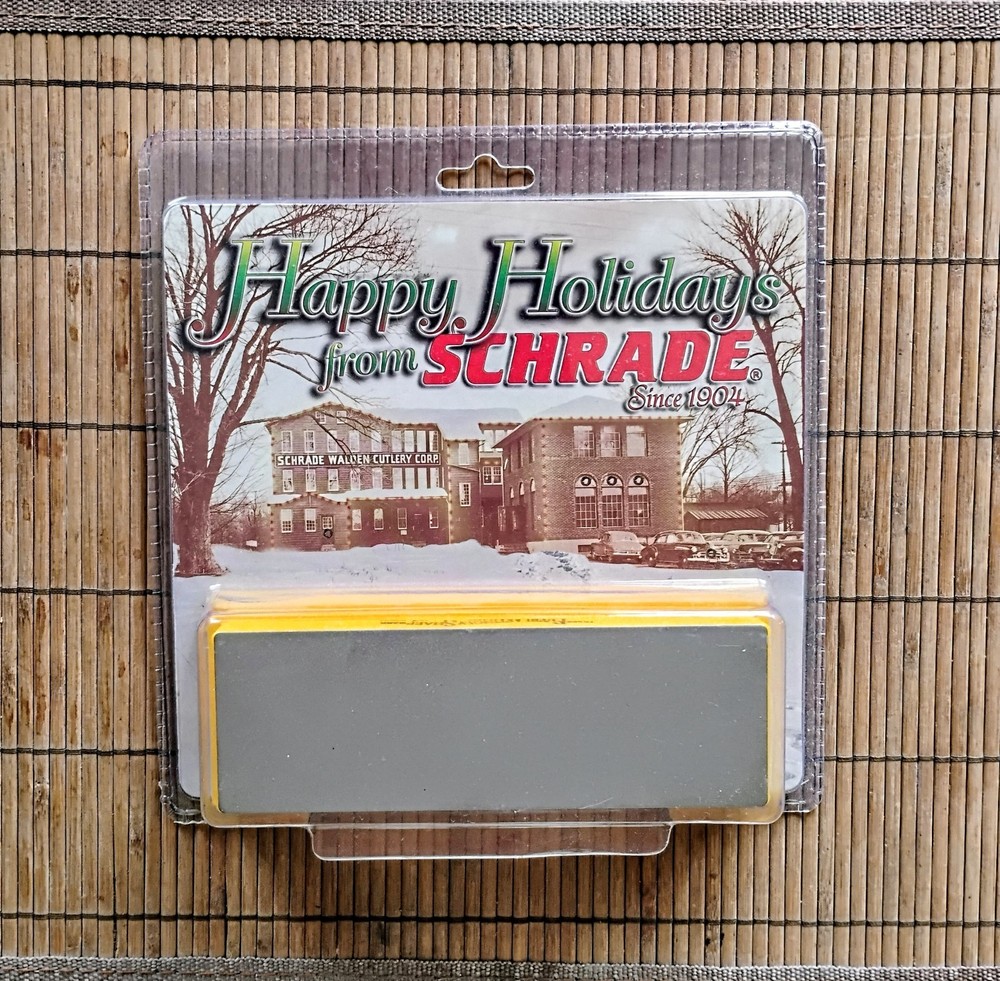 Happy Holidays
from SCHRADE®
Since 1904
SCHRADE WALDEN CUTLERY CORP.